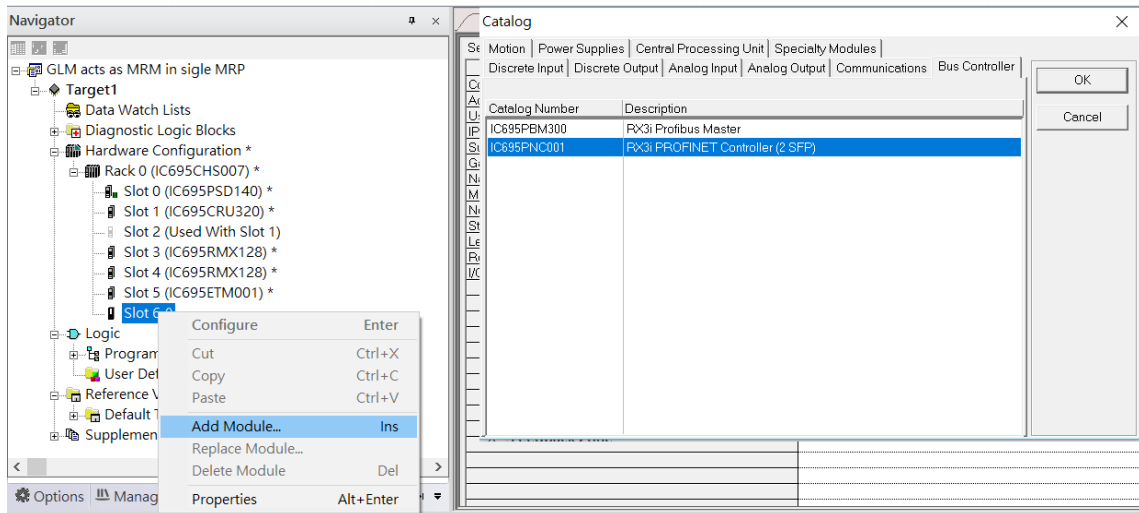 Navigator
GLM acts as MRM in sigle MRP
Target1
Data Watch Lists
Diagnostic Logic Blocks
Hardware Configuration *
Rack 0 (IC695CHS007) *
Slot 0 (IC695PSD140) *
Slot 1 (IC695CRU320) *
Slot 2 (Used With Slot 1)
Slot 3 (IC695RMX128) *
Slot 4 (IC695RMX128) *
Slot 5 (IC695ETM001) *
Slot 6
Logic
Program
User Def
Reference V
Default T
Supplemen
Options Manag
Configure Enter
Cut Ctrl+X
Copy Ctrl+C
Paste Ctrl+V
Add Module... Ins
Replace Module...
Delete Module Del
Properties Alt+Enter
Catalog
Motion Power Supplies Central Processing Unit Specialty Modules
Discrete Input Discrete Output Analog Input Analog Output Communications Bus Controller
Catalog Number Description
IC695PBM300 RX3i Profibus Master
IC695PNC001 RX3i PROFINET Controller (2 SFP)
OK
Cancel